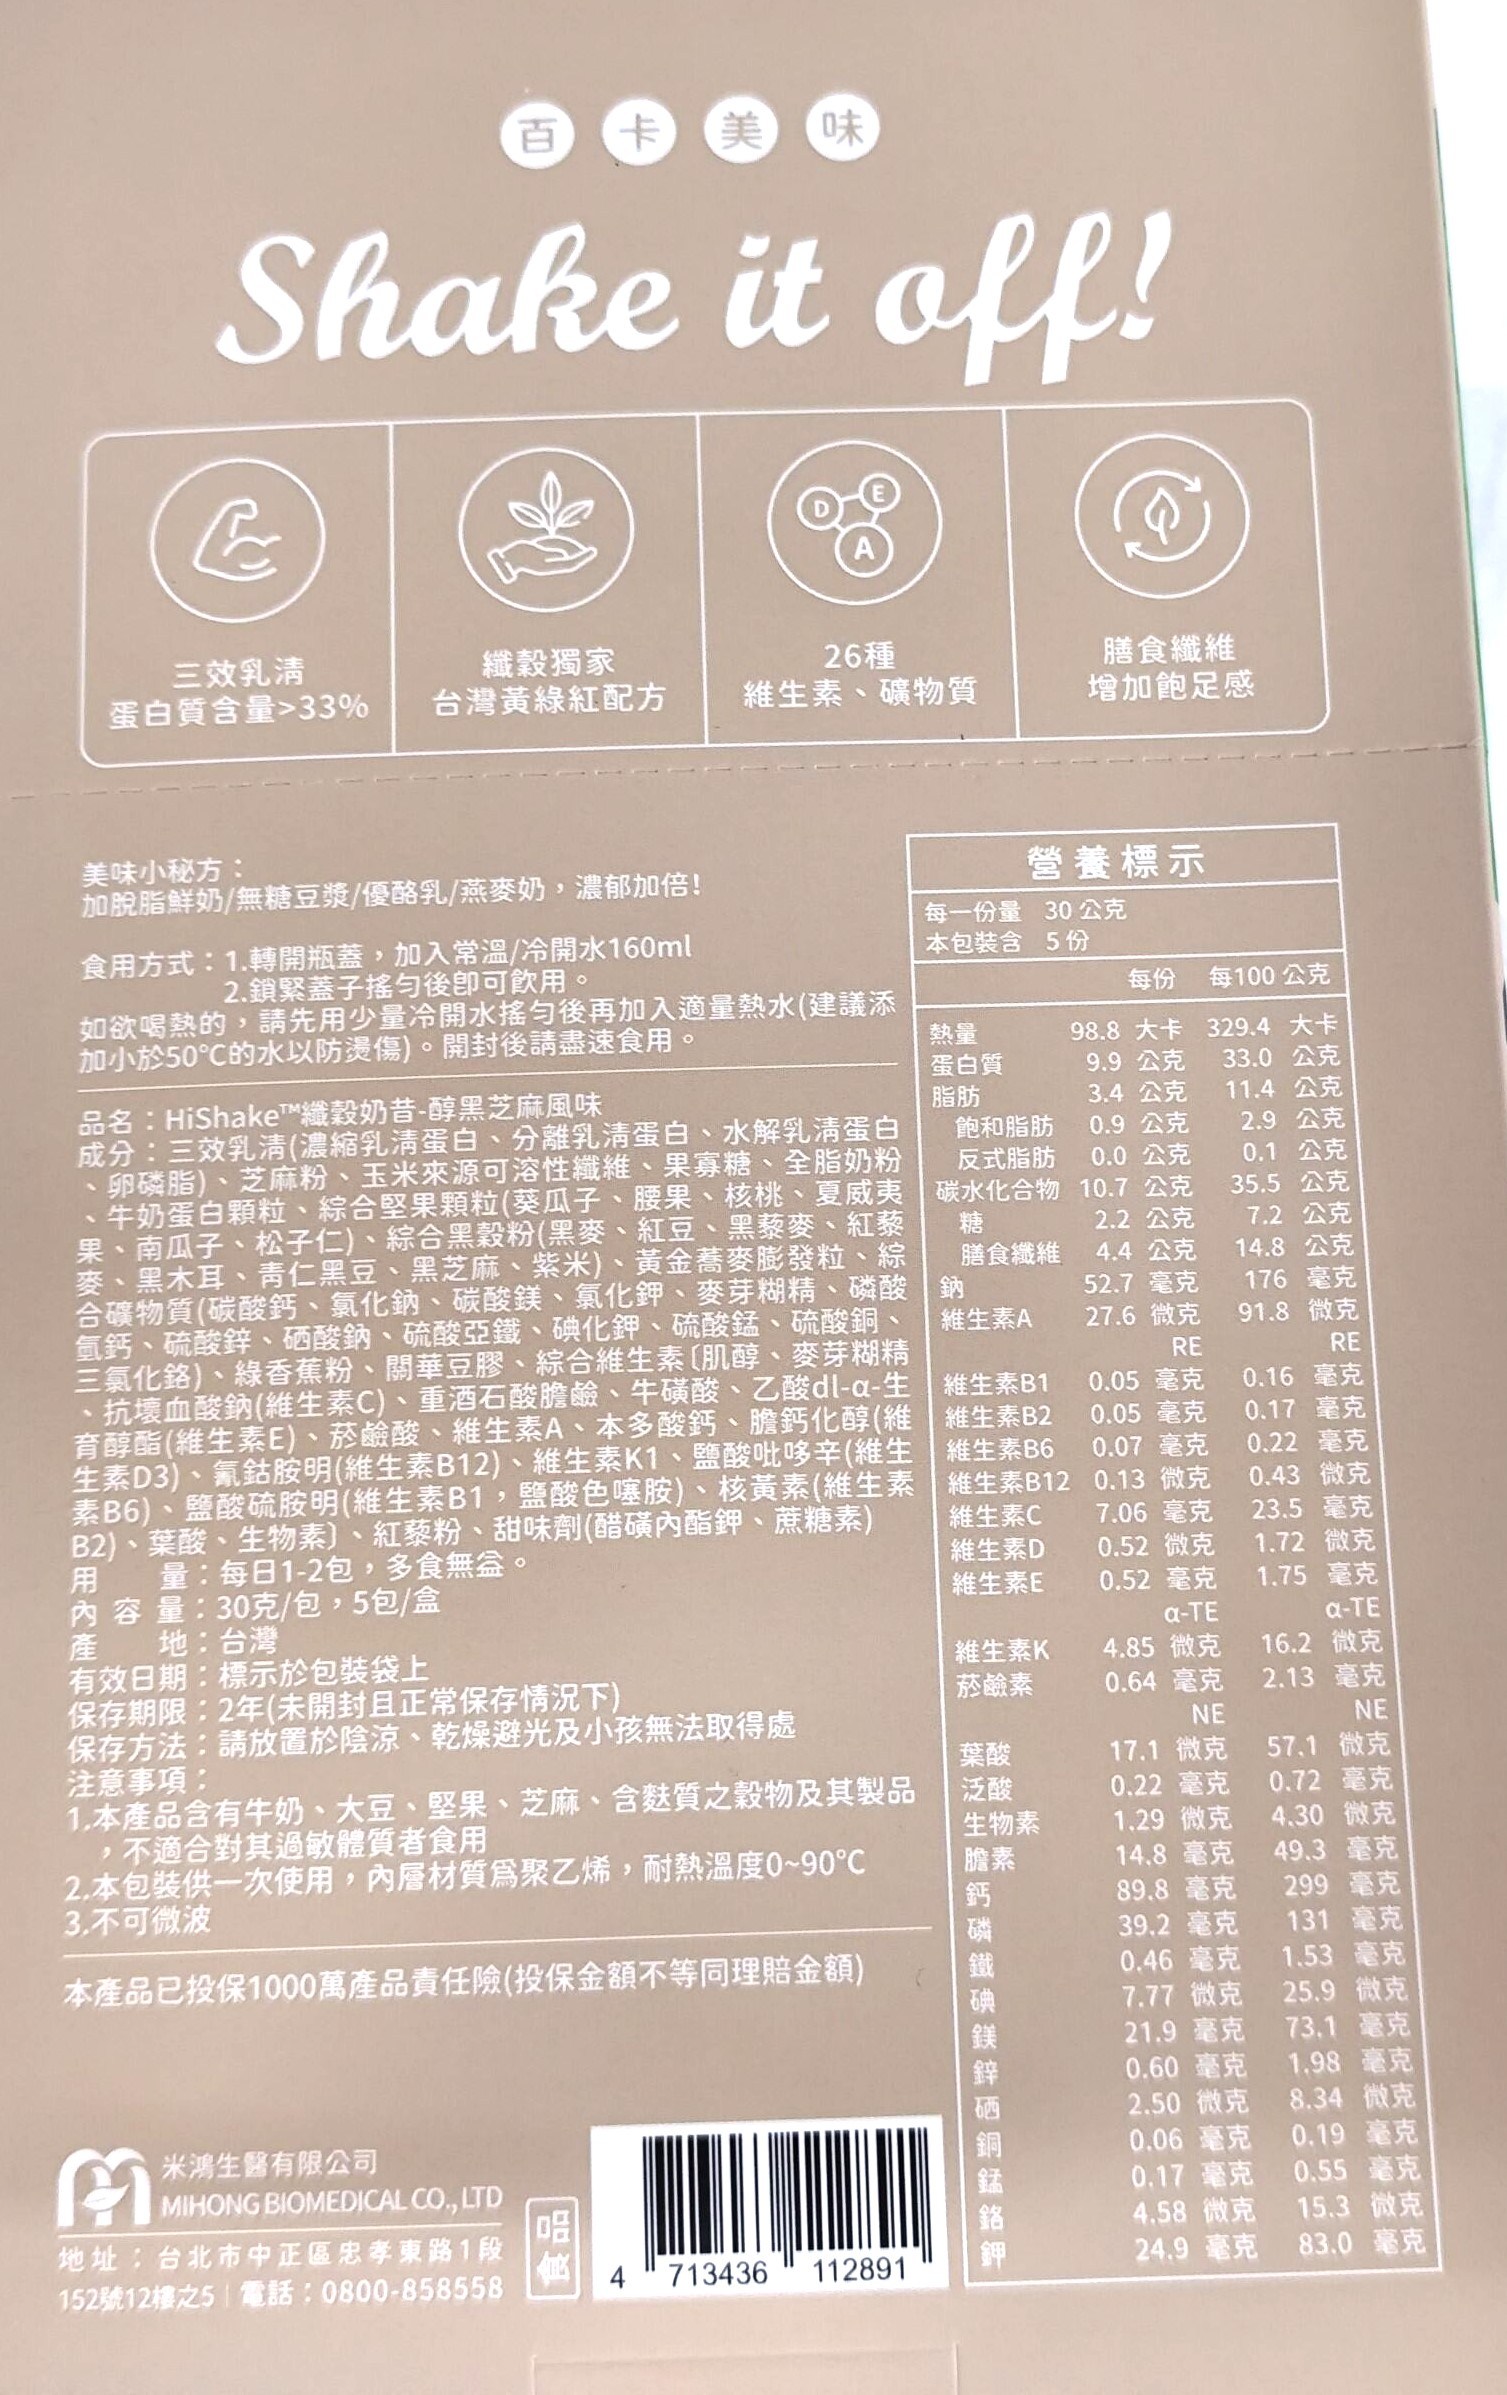 百卡美味
Shake it off!
三效乳清
蛋白質含量>33%
纖穀獨家
台灣黃綠紅配方
D E A
26種
維生素、礦物質
膳食纖維
增加飽足感
美味小秘方：
加脫脂鮮奶/無糖豆漿/優酪乳/燕麥奶，濃郁加倍!
食用方式：1.轉開瓶蓋，加入常溫/冷開水160ml
2.鎖緊蓋子搖勻後即可飲用。
如欲喝熱的，請先用少量冷開水搖勻後再加入適量熱水(建議添
加小於50°C的水以防燙傷)。開封後請盡速食用。
品名：HiShake™纖穀奶昔-醇黑芝麻風味
成分：三效乳清(濃縮乳清蛋白、分離乳清蛋白、水解乳清蛋白
、卵磷脂)、芝麻粉、玉米來源可溶性纖維、果寡糖、全脂奶粉
、牛奶蛋白顆粒、綜合堅果顆粒(葵瓜子、腰果、核桃、夏威夷
果、南瓜子、松子仁)、綜合黑穀粉(黑麥、紅豆、黑藜麥、紅藜
麥、黑木耳、青仁黑豆、黑芝麻、紫米)、黃金蕎麥膨發粒、綜
合礦物質(碳酸鈣、氯化鈉、碳酸鎂、氯化鉀、麥芽糊精、磷酸
氫鈣、硫酸鋅、硒酸鈉、硫酸亞鐵、碘化鉀、硫酸錳、硫酸銅、
三氯化鉻)、綠香蕉粉、關華豆膠、綜合維生素〔肌醇、麥芽糊精
、抗壞血酸鈉(維生素C)、重酒石酸膽鹼、牛磺酸、乙酸dl-α-生
育醇酯(維生素E)、菸鹼酸、維生素A、本多酸鈣、膽鈣化醇(維
生素D3)、氰鈷胺明(維生素B12)、維生素K1、鹽酸吡哆辛(維生
素B6)、鹽酸硫胺明(維生素B1，鹽酸色噻胺)、核黃素(維生素
B2)、葉酸、生物素〕、紅藜粉、甜味劑(醋磺內酯鉀、蔗糖素)
用　　量：每日1-2包，多食無益。
內 容 量：30克/包，5包/盒
產　　地：台灣
有效日期：標示於包裝袋上
保存期限：2年(未開封且正常保存情況下)
保存方法：請放置於陰涼、乾燥避光及小孩無法取得處
注意事項：
1.本產品含有牛奶、大豆、堅果、芝麻、含麩質之穀物及其製品
，不適合對其過敏體質者食用
2.本包裝供一次使用，內層材質為聚乙烯，耐熱溫度0~90°C
3.不可微波
本產品已投保1000萬產品責任險(投保金額不等同理賠金額)
米鴻生醫有限公司
MIHONG BIOMEDICAL CO., LTD
地址：台北市中正區忠孝東路1段
152號12樓之5｜電話：0800-858558
4 713436 112891
營養標示
每一份量 30 公克
本包裝含 5 份
每份 每100 公克
熱量 98.8 大卡 329.4 大卡
蛋白質 9.9 公克 33.0 公克
脂肪 3.4 公克 11.4 公克
飽和脂肪 0.9 公克 2.9 公克
反式脂肪 0.0 公克 0.1 公克
碳水化合物 10.7 公克 35.5 公克
糖 2.2 公克 7.2 公克
膳食纖維 4.4 公克 14.8 公克
鈉 52.7 毫克 176 毫克
維生素A 27.6 微克 91.8 微克
RE RE
維生素B1 0.05 毫克 0.16 毫克
維生素B2 0.05 毫克 0.17 毫克
維生素B6 0.07 毫克 0.22 毫克
維生素B12 0.13 微克 0.43 微克
維生素C 7.06 毫克 23.5 毫克
維生素D 0.52 微克 1.72 微克
維生素E 0.52 毫克 1.75 毫克
α-TE α-TE
維生素K 4.85 微克 16.2 微克
菸鹼素 0.64 毫克 2.13 毫克
NE NE
葉酸 17.1 微克 57.1 微克
泛酸 0.22 毫克 0.72 毫克
生物素 1.29 微克 4.30 微克
膽素 14.8 毫克 49.3 毫克
鈣 89.8 毫克 299 毫克
磷 39.2 毫克 131 毫克
鐵 0.46 毫克 1.53 毫克
碘 7.77 微克 25.9 微克
鎂 21.9 毫克 73.1 毫克
鋅 0.60 毫克 1.98 毫克
硒 2.50 微克 8.34 微克
銅 0.06 毫克 0.19 毫克
錳 0.17 毫克 0.55 毫克
鉻 4.58 微克 15.3 微克
鉀 24.9 毫克 83.0 毫克